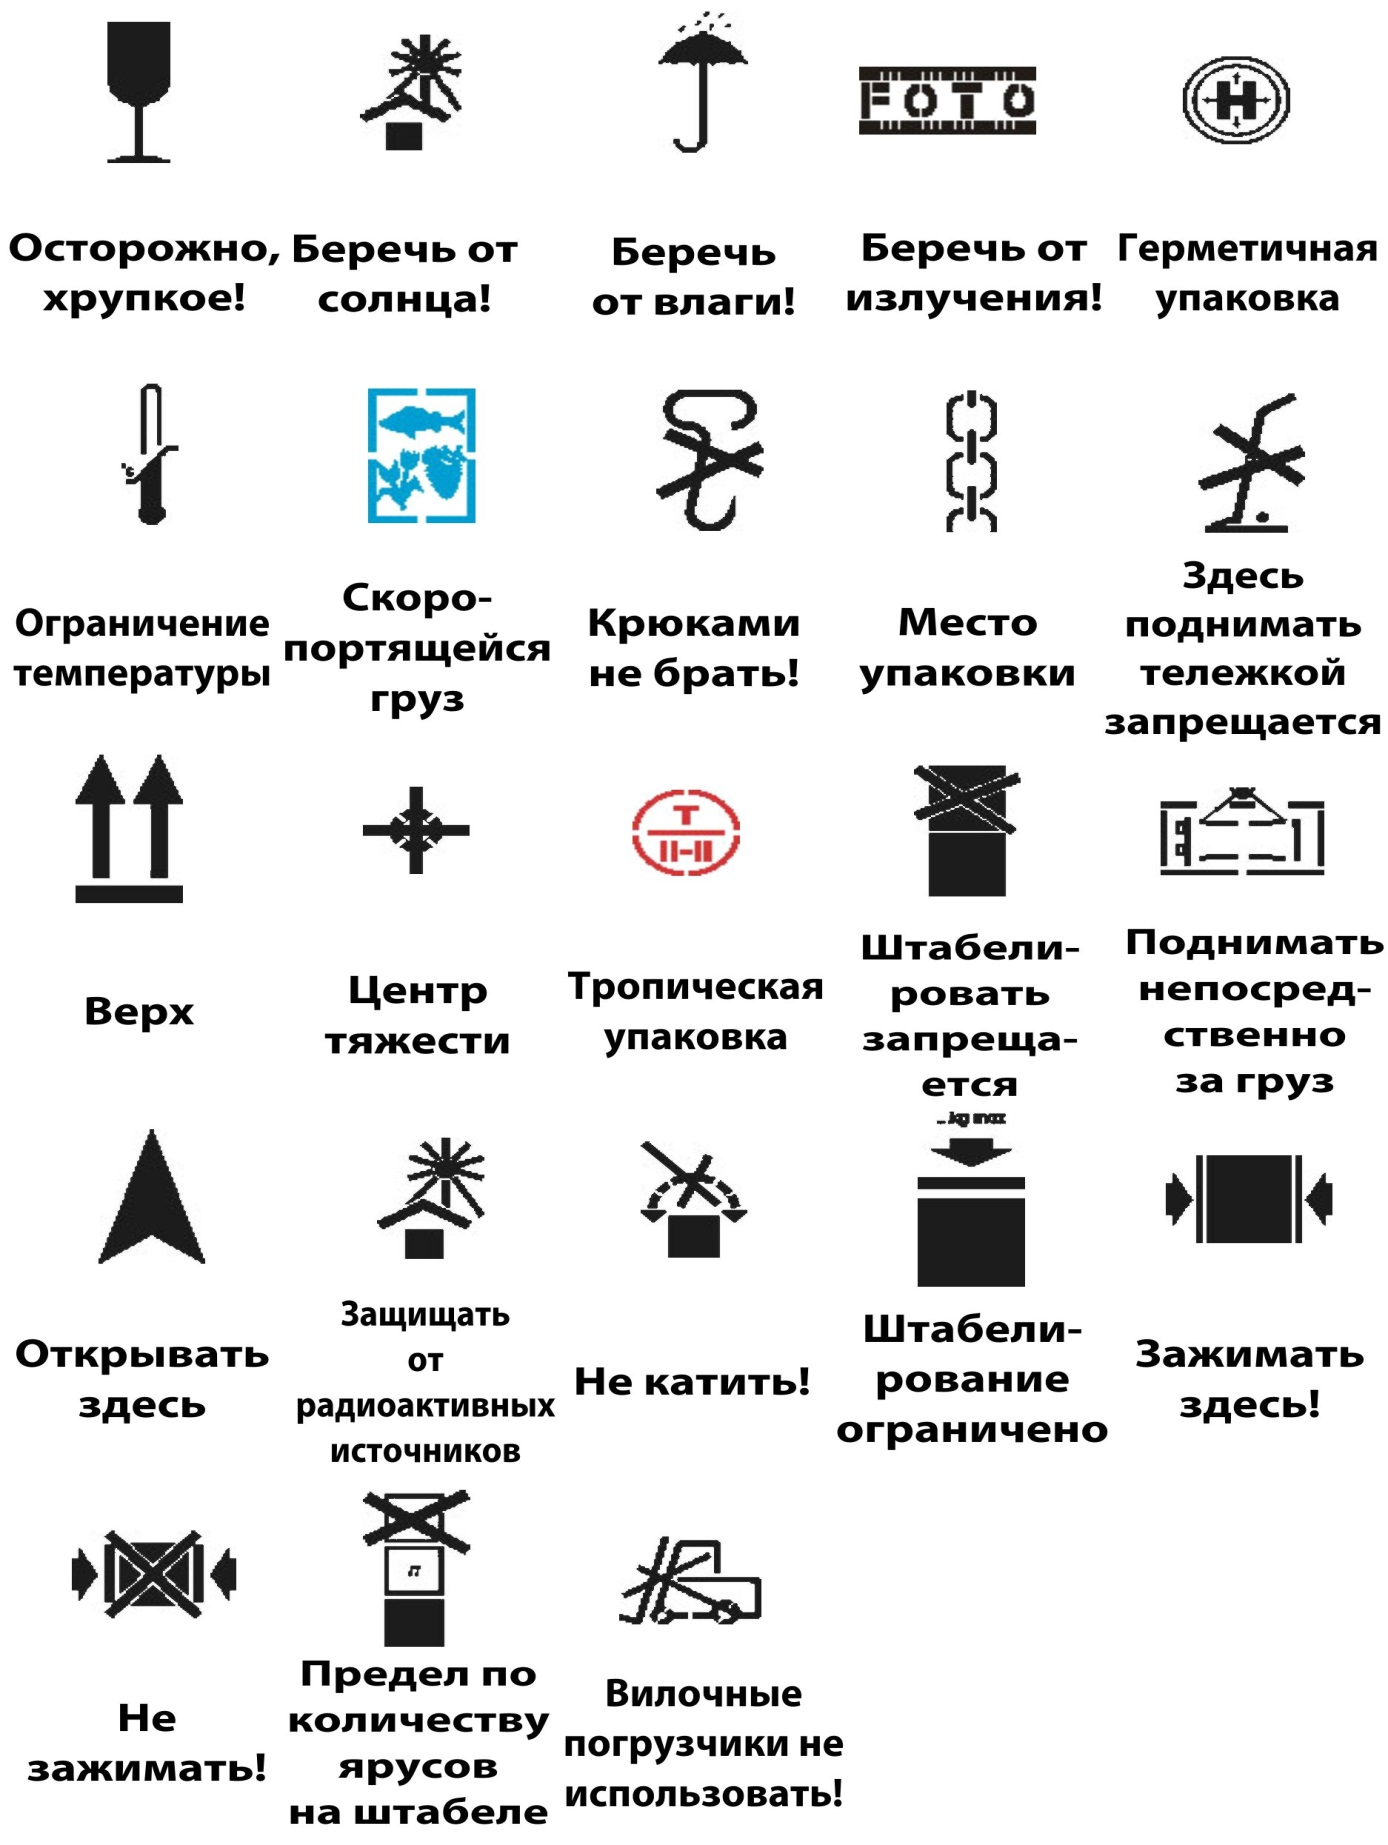 FOTO
H
Осторожно,
хрупкое!
Беречь от
солнца!
Беречь
от влаги!
Беречь от
излучения!
Герметичная
упаковка
°c
Ограничение
температуры
Скоро-
портящейся
груз
Крюками
не брать!
Место
упаковки
Здесь
поднимать
тележкой
запрещается
T
II-II
Верх
Центр
тяжести
Тропическая
упаковка
Штабели-
ровать
запреща-
ется
Поднимать
непосред-
ственно
за груз
...kg max
Открывать
здесь
Защищать
от
радиоактивных
источников
Не катить!
Штабели-
рование
ограничено
Зажимать
здесь!
Не
зажимать!
Предел по
количеству
ярусов
на штабеле
Вилочные
погрузчики не
использовать!